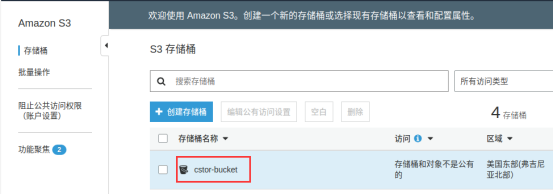 欢迎使用 Amazon S3。创建一个新的存储桶或选择现有存储桶以查看和配置属性。
Amazon S3
存储桶
批量操作
阻止公共访问权限
（账户设置）
功能聚焦 2
S3 存储桶
搜索存储桶
所有访问类型
创建存储桶 编辑公有访问设置 空白 删除
4 存储桶
存储桶名称 访问 区域
cstor-bucket 存储桶和对象不是公有的 美国东部(弗吉尼亚北部)